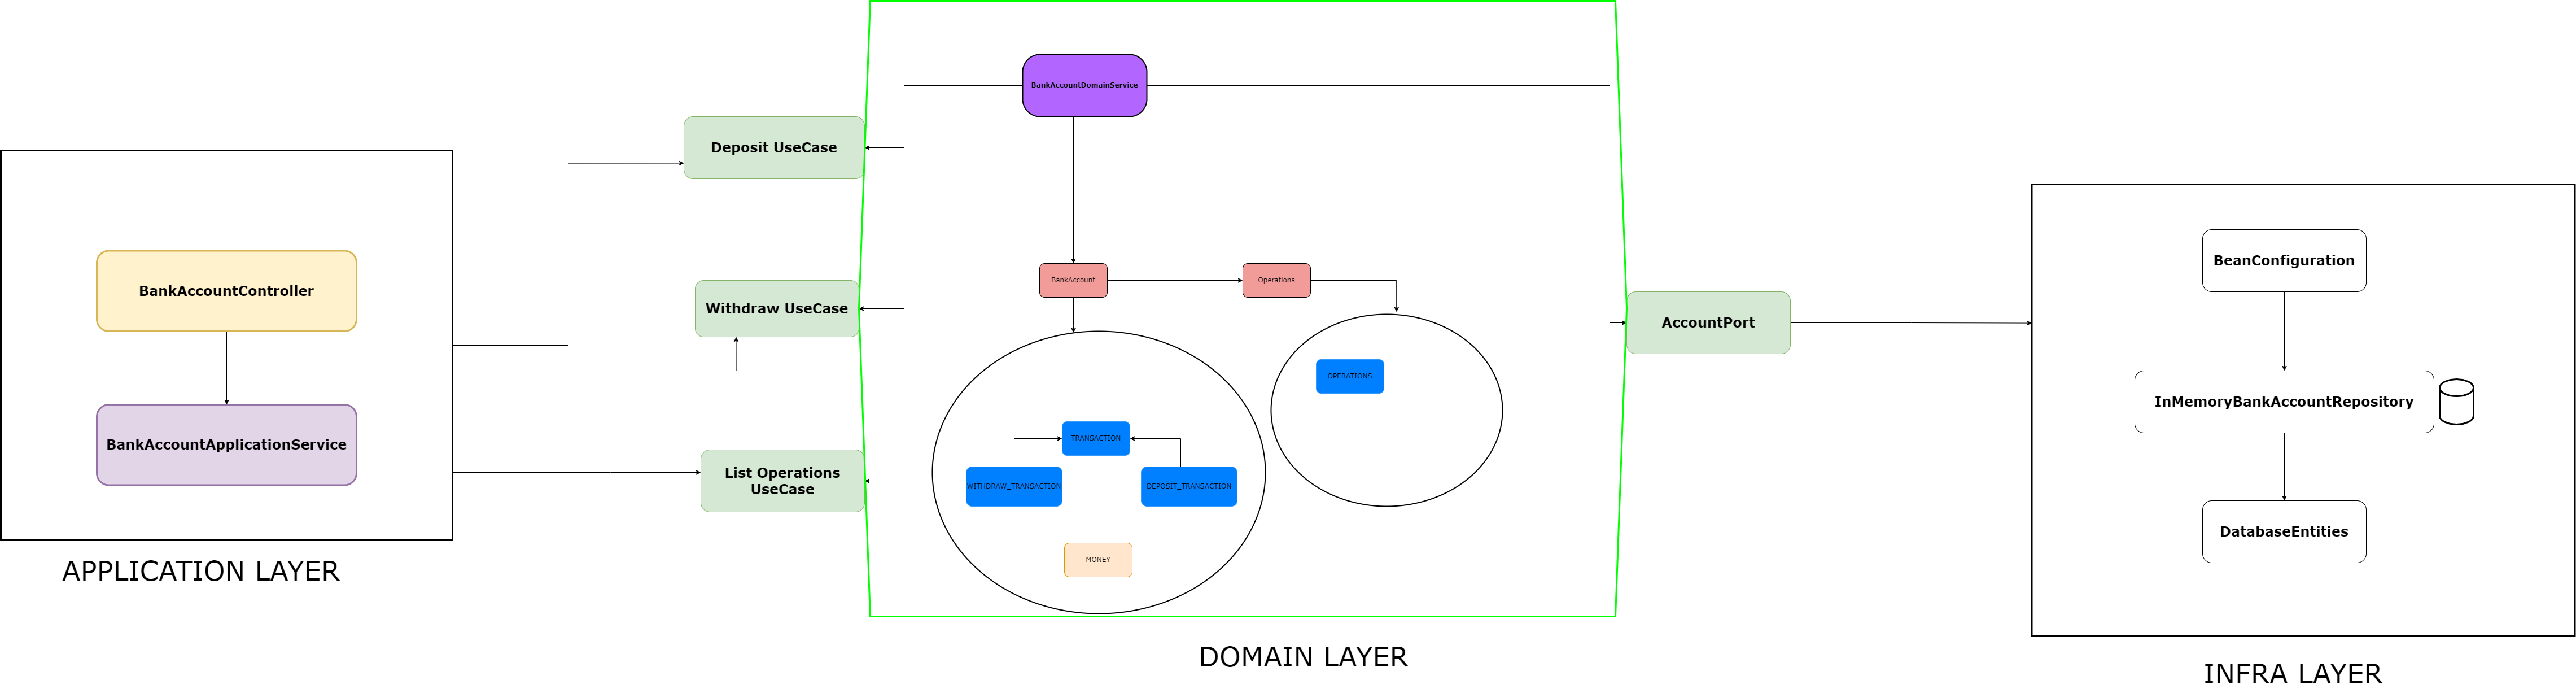 BankAccountDomainService
Deposit UseCase
BankAccountController
BankAccountApplicationService
Withdraw UseCase
List Operations
UseCase
BankAccount
Operations
OPERATIONS
TRANSACTION
WITHDRAW_TRANSACTION
DEPOSIT_TRANSACTION
MONEY
AccountPort
BeanConfiguration
InMemoryBankAccountRepository
DatabaseEntities
APPLICATION LAYER
DOMAIN LAYER
INFRA LAYER